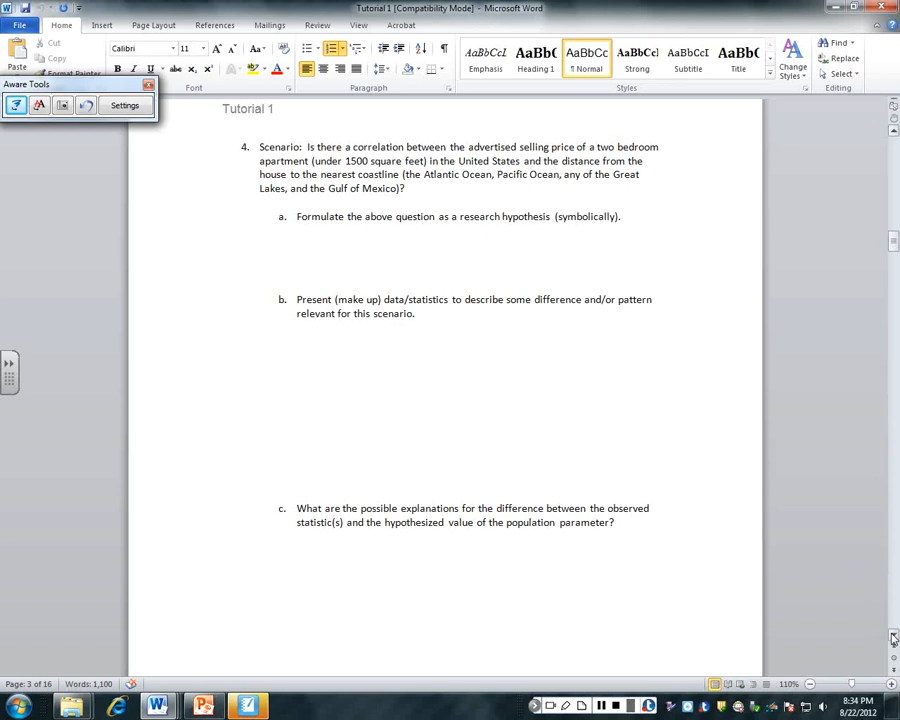 Tutorial 1 [Compatibility Mode] - Microsoft Word
File Home Insert Page Layout References Mailings Review View Acrobat
Paste Cut Copy Format Painter
Calibri 11 Aa
B I U abc x, x' A
AaBbCcI AaBb( AaBbCc AaBbCcl AaBbCc AaBb(
Emphasis Heading 1 ¶ Normal Strong Subtitle Title
Change Styles
Find Replace Select
Font Paragraph Styles Editing
Aware Tools
Settings
Tutorial 1
4. Scenario: Is there a correlation between the advertised selling price of a two bedroom
apartment (under 1500 square feet) in the United States and the distance from the
house to the nearest coastline (the Atlantic Ocean, Pacific Ocean, any of the Great
Lakes, and the Gulf of Mexico)?
a. Formulate the above question as a research hypothesis (symbolically).
b. Present (make up) data/statistics to describe some difference and/or pattern
relevant for this scenario.
c. What are the possible explanations for the difference between the observed
statistic(s) and the hypothesized value of the population parameter?
Page: 3 of 16 Words: 1,100 110%
8:34 PM
8/22/2012